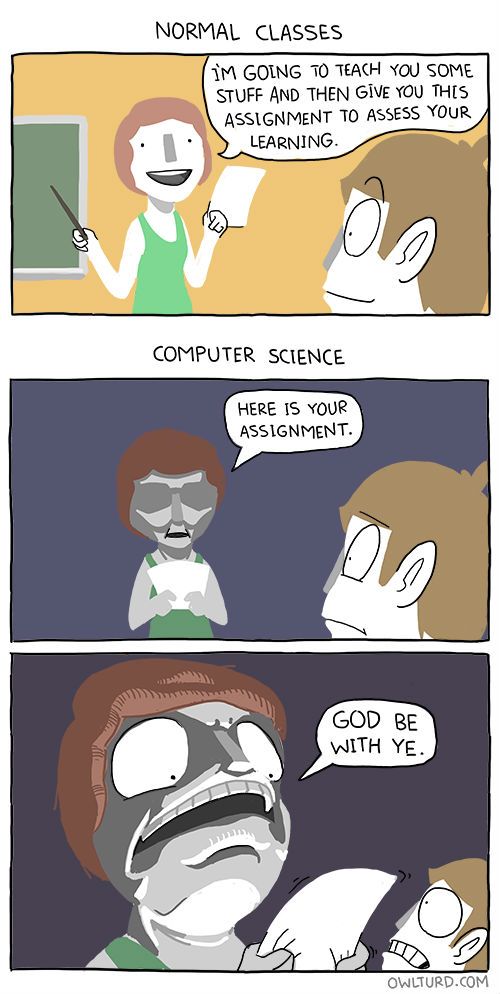 NORMAL CLASSES
I'M GOING TO TEACH YOU SOME
STUFF AND THEN GIVE YOU THIS
ASSIGNMENT TO ASSESS YOUR
LEARNING.
COMPUTER SCIENCE
HERE IS YOUR
ASSIGNMENT.
GOD BE
WITH YE.
OWLTURD.COM